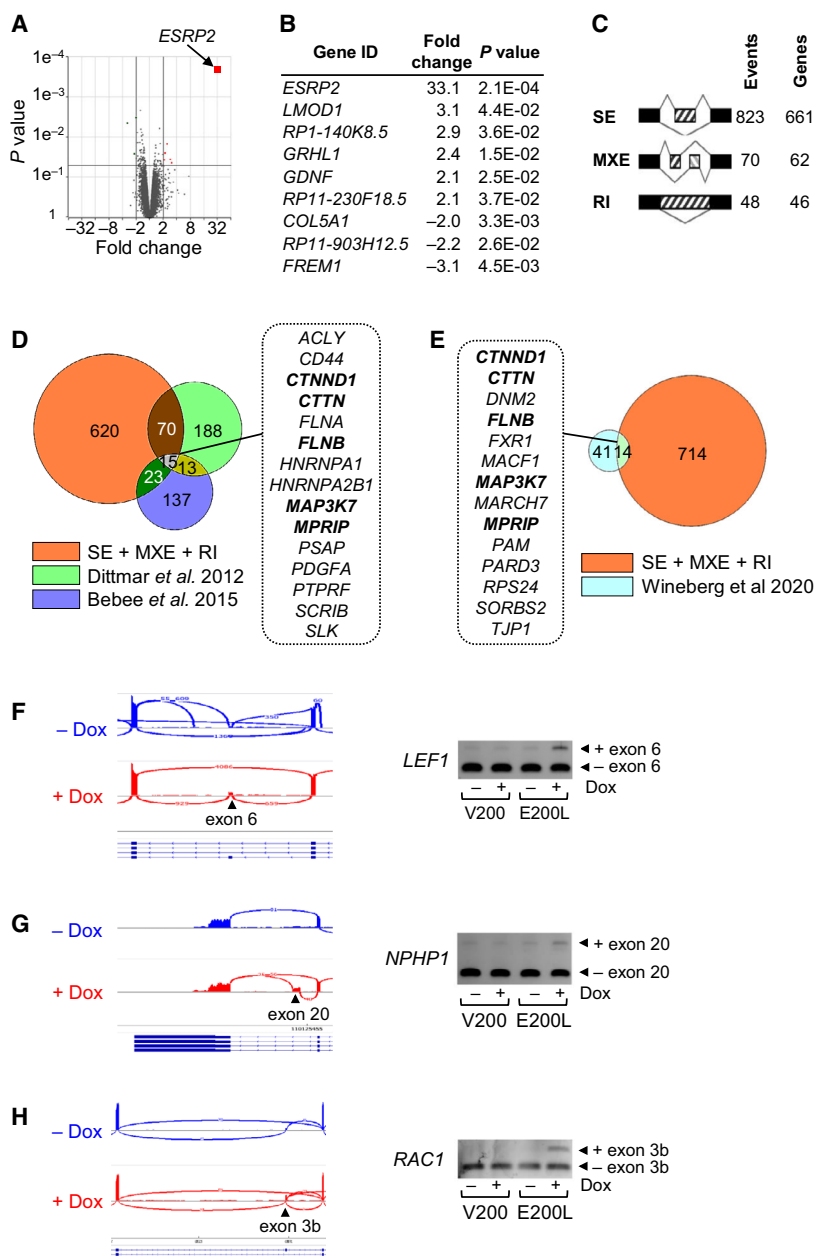 A
ESRP2
1e–4
1e–3
1e–2
1e–1
1
P value
–32 –8 –2 2 8 32
Fold change
B
Gene ID Fold change P value
ESRP2 33.1 2.1E-04
LMOD1 3.1 4.4E-02
RP1-140K8.5 2.9 3.6E-02
GRHL1 2.4 1.5E-02
GDNF 2.1 2.5E-02
RP11-230F18.5 2.1 3.7E-02
COL5A1 –2.0 3.3E-03
RP11-903H12.5 –2.2 2.6E-02
FREM1 –3.1 4.5E-03
C
Events Genes
SE 823 661
MXE 70 62
RI 48 46
D
620 70 188
15 13
23
137
SE + MXE + RI
Dittmar et al. 2012
Bebee et al. 2015
ACLY
CD44
CTNND1
CTTN
FLNA
FLNB
HNRNPA1
HNRNPA2B1
MAP3K7
MPRIP
PSAP
PDGFA
PTPRF
SCRIB
SLK
E
CTNND1
CTTN
DNM2
FLNB
FXR1
MACF1
MAP3K7
MARCH7
MPRIP
PAM
PARD3
RPS24
SORBS2
TJP1
41 14 714
SE + MXE + RI
Wineberg et al 2020
F
– Dox
350
60
+ Dox
4086
exon 6
LEF1
+ exon 6
– exon 6
– + – + Dox
V200 E200L
G
– Dox
+ Dox
exon 20
NPHP1
+ exon 20
– exon 20
– + – + Dox
V200 E200L
H
– Dox
+ Dox
exon 3b
RAC1
+ exon 3b
– exon 3b
– + – + Dox
V200 E200L